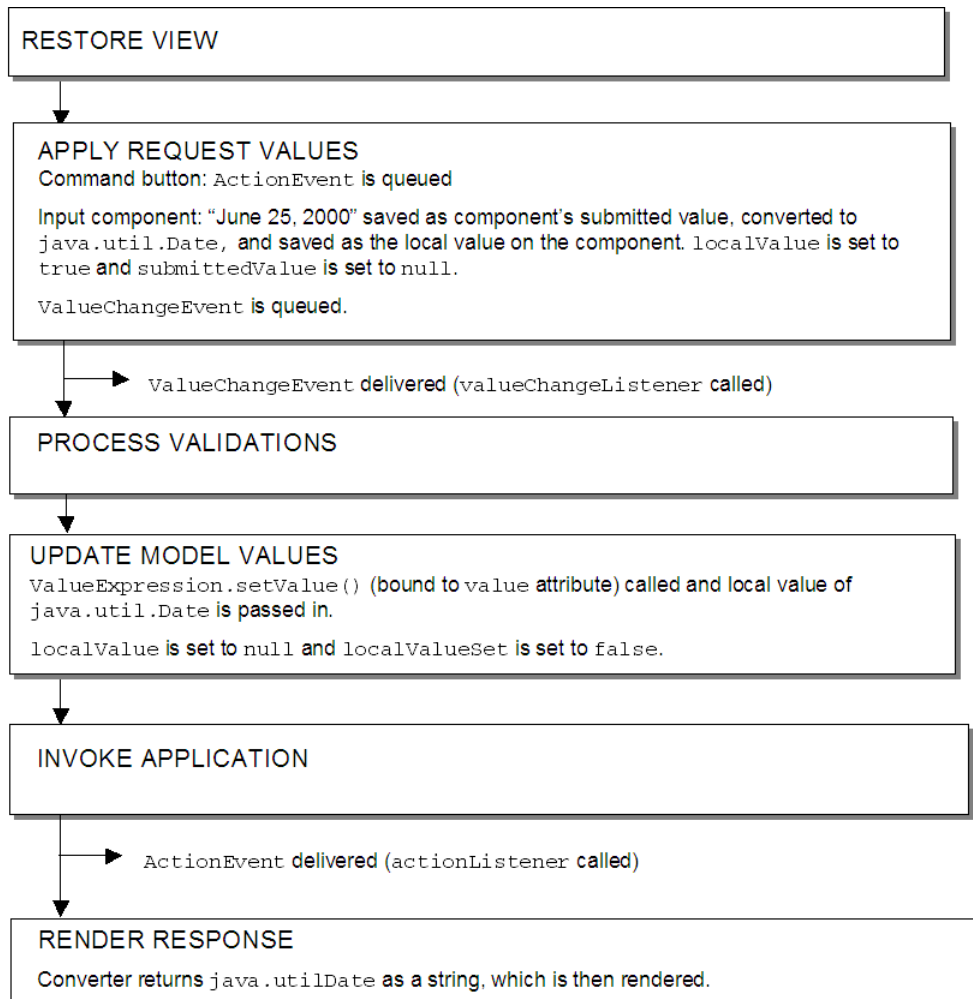 RESTORE VIEW
APPLY REQUEST VALUES
Command button: ActionEvent is queued
Input component: “June 25, 2000” saved as component’s submitted value, converted to
java.util.Date, and saved as the local value on the component. localValue is set to
true and submittedValue is set to null.
ValueChangeEvent is queued.
ValueChangeEvent delivered (valueChangeListener called)
PROCESS VALIDATIONS
UPDATE MODEL VALUES
ValueExpression.setValue() (bound to value attribute) called and local value of
java.util.Date is passed in.
localValue is set to null and localValueSet is set to false.
INVOKE APPLICATION
ActionEvent delivered (actionListener called)
RENDER RESPONSE
Converter returns java.utilDate as a string, which is then rendered.